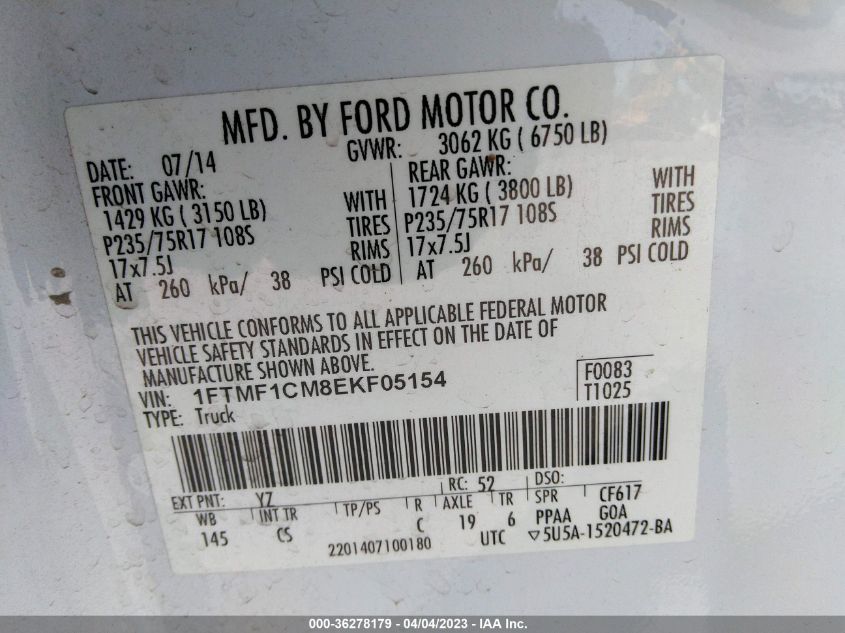 MFD. BY FORD MOTOR CO.
DATE: 07/14 GVWR: 3062 KG ( 6750 LB)
FRONT GAWR: REAR GAWR:
1429 KG ( 3150 LB) WITH 1724 KG ( 3800 LB) WITH
P235/75R17 108S TIRES P235/75R17 108S TIRES
17x7.5J RIMS 17x7.5J RIMS
AT 260 kPa/ 38 PSI COLD AT 260 kPa/ 38 PSI COLD
THIS VEHICLE CONFORMS TO ALL APPLICABLE FEDERAL MOTOR
VEHICLE SAFETY STANDARDS IN EFFECT ON THE DATE OF
MANUFACTURE SHOWN ABOVE.
VIN: 1FTMF1CM8EKF05154 F0083
TYPE: Truck T1025
EXT PNT: YZ RC: 52 DSO:
WB INT TR TP/PS R AXLE TR SPR CF617
145 CS C 19 6 PPAA GOA
2201407100180 UTC ▽5U5A-1520472-BA
000-36278179 - 04/04/2023 - IAA Inc.